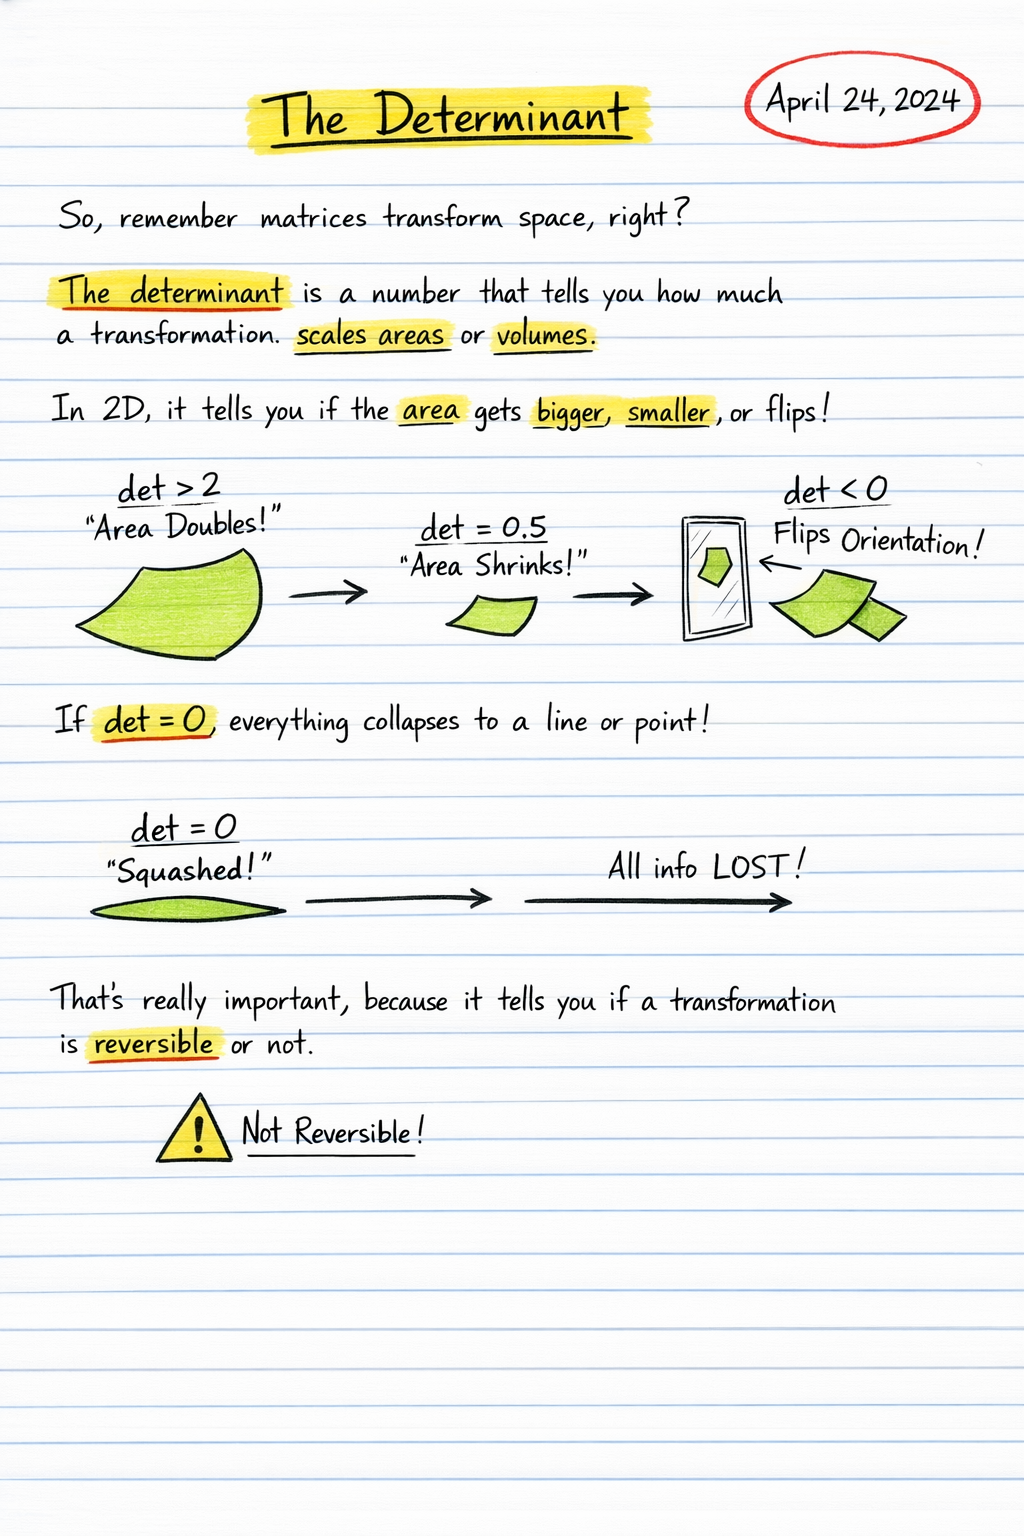 The Determinant
April 24, 2024
So, remember matrices transform space, right?
The determinant is a number that tells you how much
a transformation. scales areas or volumes.
In 2D, it tells you if the area gets bigger, smaller, or flips!
det > 2
"Area Doubles!"
det = 0.5
"Area Shrinks!"
det < 0
Flips Orientation!
If det = 0, everything collapses to a line or point!
det = 0
"Squashed!"
All info LOST!
That's really important, because it tells you if a transformation
is reversible or not.
!
Not Reversible!